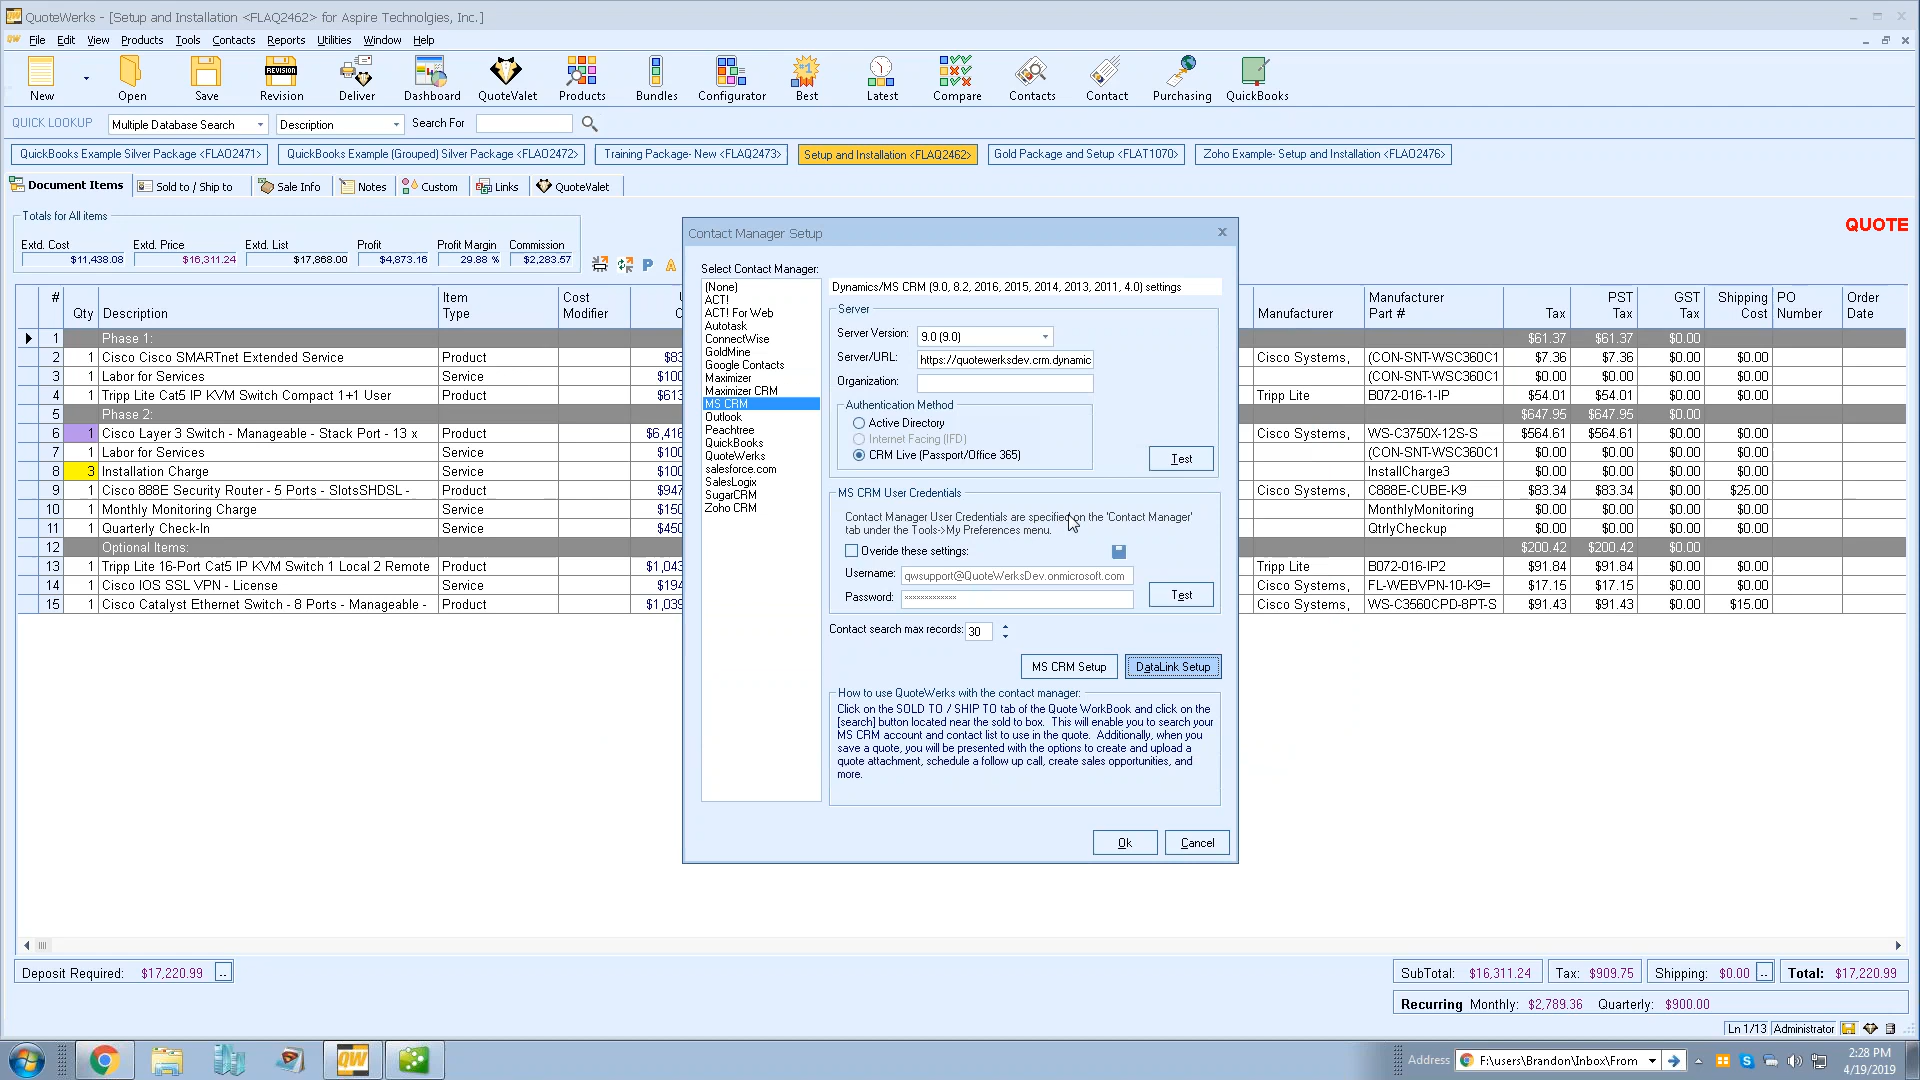 QuoteWerks - [Setup and Installation <FLAQ2462> for Aspire Technolgies, Inc.]
File Edit View Products Tools Contacts Reports Utilities Window Help
New Open Save Revision Deliver Dashboard QuoteValet Products Bundles Configurator Best Latest Compare Contacts Contact Purchasing QuickBooks
QUICK LOOKUP Multiple Database Search Description Search For
QuickBooks Example Silver Package <FLAO2471> QuickBooks Example (Grouped) Silver Package <FLAO2472> Training Package- New <FLAQ2473> Setup and Installation <FLAQ2462> Gold Package and Setup <FLAT1070> Zoho Example- Setup and Installation <FLAO2476>
Document Items Sold to / Ship to Sale Info Notes Custom Links QuoteValet
Totals for All items
Extd. Cost Extd. Price Extd. List Profit Profit Margin Commission
$11,438.08 $16,311.24 $17,868.00 $4,873.16 29.88 % $2,283.57
QUOTE
# Qty Description Item Type Cost Modifier Manufacturer Manufacturer Part # Tax PST Tax GST Tax Shipping Cost PO Number Order Date
1 Phase 1: $61.37 $61.37 $0.00
2 1 Cisco Cisco SMARTnet Extended Service Product $83 Cisco Systems, (CON-SNT-WSC360C1 $7.36 $7.36 $0.00 $0.00
3 1 Labor for Services Service $100 (CON-SNT-WSC360C1 $0.00 $0.00 $0.00 $0.00
4 1 Tripp Lite Cat5 IP KVM Switch Compact 1+1 User Product $613 Tripp Lite B072-016-1-IP $54.01 $54.01 $0.00 $0.00
5 Phase 2: $647.95 $647.95 $0.00
6 1 Cisco Layer 3 Switch - Manageable - Stack Port - 13 x Product $6,416 Cisco Systems, WS-C3750X-12S-S $564.61 $564.61 $0.00 $0.00
7 1 Labor for Services Service $100 (CON-SNT-WSC360C1 $0.00 $0.00 $0.00 $0.00
8 3 Installation Charge Service $100 InstallCharge3 $0.00 $0.00 $0.00 $0.00
9 1 Cisco 888E Security Router - 5 Ports - SlotsSHDSL - Product $947 Cisco Systems, C888E-CUBE-K9 $83.34 $83.34 $0.00 $25.00
10 1 Monthly Monitoring Charge Service $150 MonthlyMonitoring $0.00 $0.00 $0.00 $0.00
11 1 Quarterly Check-In Service $450 QtrlyCheckup $0.00 $0.00 $0.00 $0.00
12 Optional Items: $200.42 $200.42 $0.00
13 1 Tripp Lite 16-Port Cat5 IP KVM Switch 1 Local 2 Remote Product $1,043 Tripp Lite B072-016-IP2 $91.84 $91.84 $0.00 $0.00
14 1 Cisco IOS SSL VPN - License Service $194 Cisco Systems, FL-WEBVPN-10-K9= $17.15 $17.15 $0.00 $0.00
15 1 Cisco Catalyst Ethernet Switch - 8 Ports - Manageable - Product $1,039 Cisco Systems, WS-C3560CPD-8PT-S $91.43 $91.43 $0.00 $15.00
Contact Manager Setup
Select Contact Manager:
(None)
ACT!
ACT! For Web
Autotask
ConnectWise
GoldMine
Google Contacts
Maximizer
Maximizer CRM
MS CRM
Outlook
Peachtree
QuickBooks
QuoteWerks
salesforce.com
SalesLogix
SugarCRM
Zoho CRM
Dynamics/MS CRM (9.0, 8.2, 2016, 2015, 2014, 2013, 2011, 4.0) settings
Server
Server Version: 9.0 (9.0)
Server/URL: https://quotewerksdev.crm.dynamic
Organization:
Authentication Method
Active Directory
Internet Facing (IFD)
CRM Live (Passport/Office 365)
Test
MS CRM User Credentials
Contact Manager User Credentials are specified on the 'Contact Manager'
tab under the Tools->My Preferences menu.
Overide these settings:
Username: qwsupport@QuoteWerksDev.onmicrosoft.com
Password: ×××××××××××××
Test
Contact search max records: 30
MS CRM Setup DataLink Setup
How to use QuoteWerks with the contact manager:
Click on the SOLD TO / SHIP TO tab of the Quote WorkBook and click on the
[search] button located near the sold to box. This will enable you to search your
MS CRM account and contact list to use in the quote. Additionally, when you
save a quote, you will be presented with the options to create and upload a
quote attachment, schedule a follow up call, create sales opportunities, and
more.
Ok Cancel
Deposit Required: $17,220.99 ..
SubTotal: $16,311.24 Tax: $909.75 Shipping: $0.00 .. Total: $17,220.99
Recurring Monthly: $2,789.36 Quarterly: $900.00
Ln 1/13 Administrator
Address F:\users\Brandon\Inbox\From
2:28 PM
4/19/2019